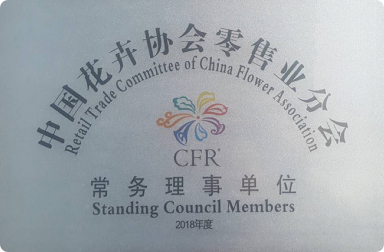 中国花卉协会零售业分会
Retail Trade Committee of China Flower Association
CFR®
常务理事单位
Standing Council Members
2018年度